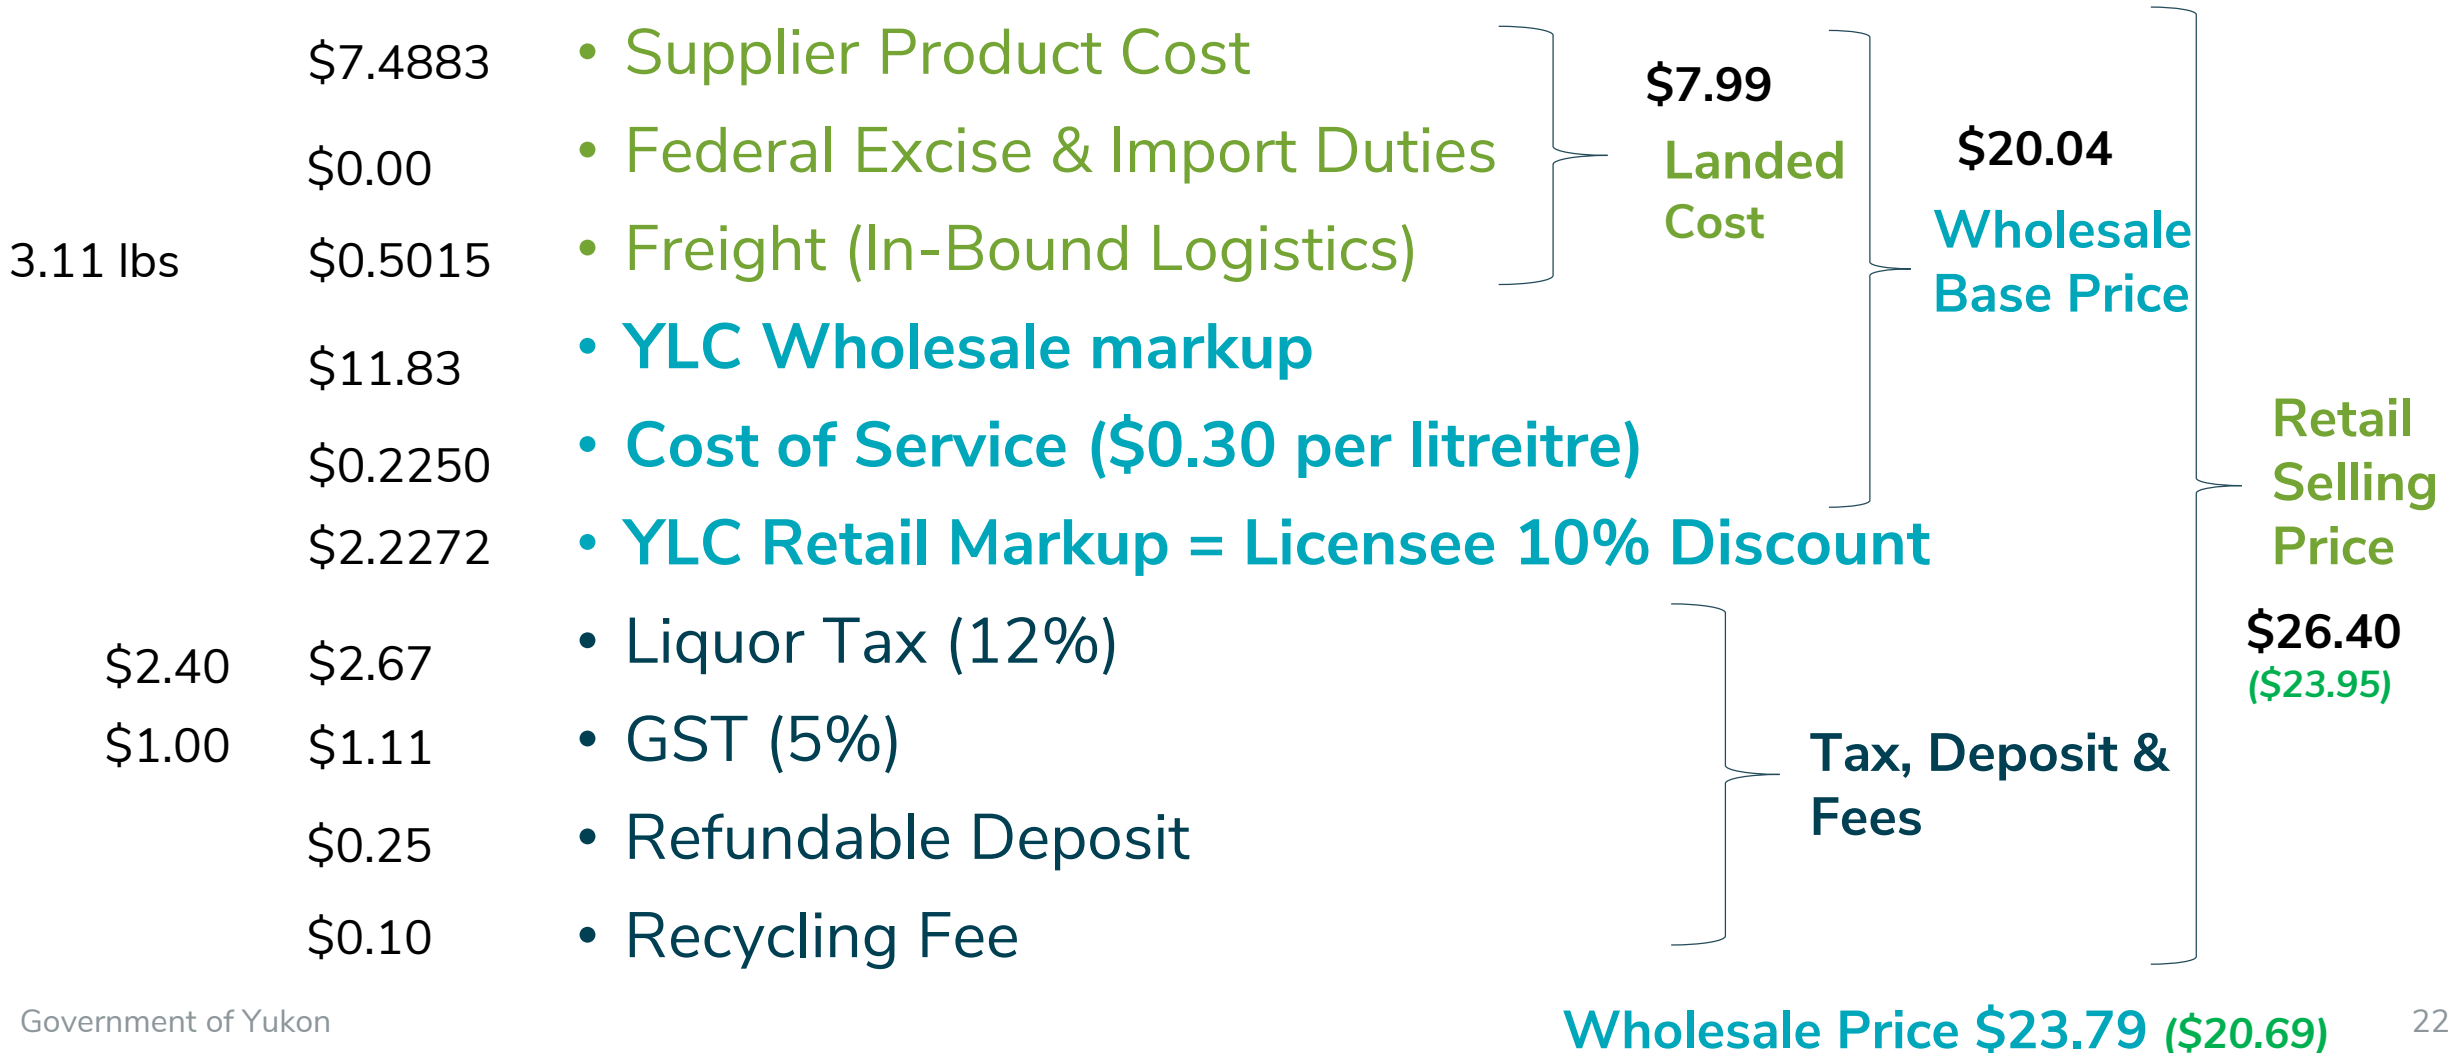 $7.4883 • Supplier Product Cost
$7.99
$0.00 • Federal Excise & Import Duties
Landed
Cost
$20.04
3.11 lbs $0.5015 • Freight (In-Bound Logistics)
Wholesale
Base Price
$11.83 • YLC Wholesale markup
$0.2250 • Cost of Service ($0.30 per litreitre)
$2.2272 • YLC Retail Markup = Licensee 10% Discount
Retail
Selling
Price
$26.40
($23.95)
$2.40 $2.67 • Liquor Tax (12%)
$1.00 $1.11 • GST (5%)
Tax, Deposit &
Fees
$0.25 • Refundable Deposit
$0.10 • Recycling Fee
Government of Yukon
Wholesale Price $23.79 ($20.69)
22